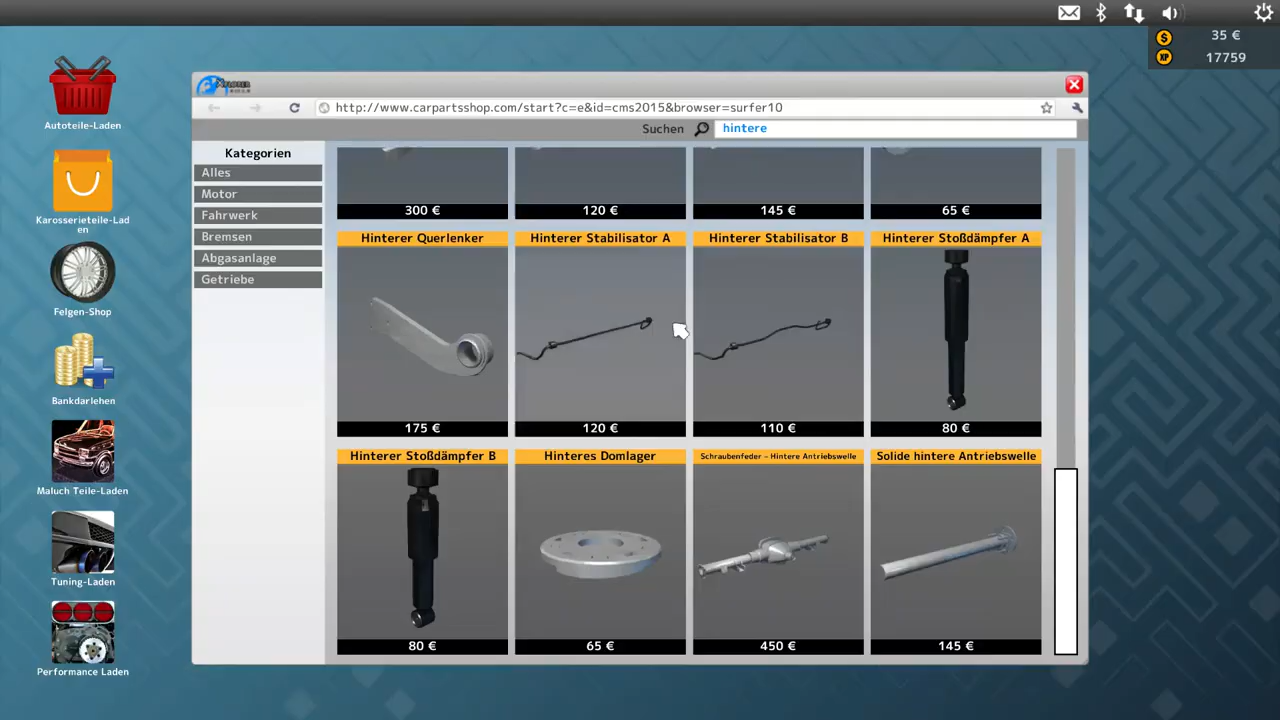 35 €
17759
http://www.carpartsshop.com/start?c=e&id=cms2015&browser=surfer10
Suchen
hintere
Autoteile-Laden
Karosserieteile-Lad
en
Felgen-Shop
Bankdarlehen
Maluch Teile-Laden
Tuning-Laden
Performance Laden
Kategorien
Alles
Motor
Fahrwerk
Bremsen
Abgasanlage
Getriebe
300 € 120 € 145 € 65 €
Hinterer Querlenker Hinterer Stabilisator A Hinterer Stabilisator B Hinterer Stoßdämpfer A
175 € 120 € 110 € 80 €
Hinterer Stoßdämpfer B Hinteres Domlager Schraubenfeder - Hintere Antriebswelle Solide hintere Antriebswelle
80 € 65 € 450 € 145 €